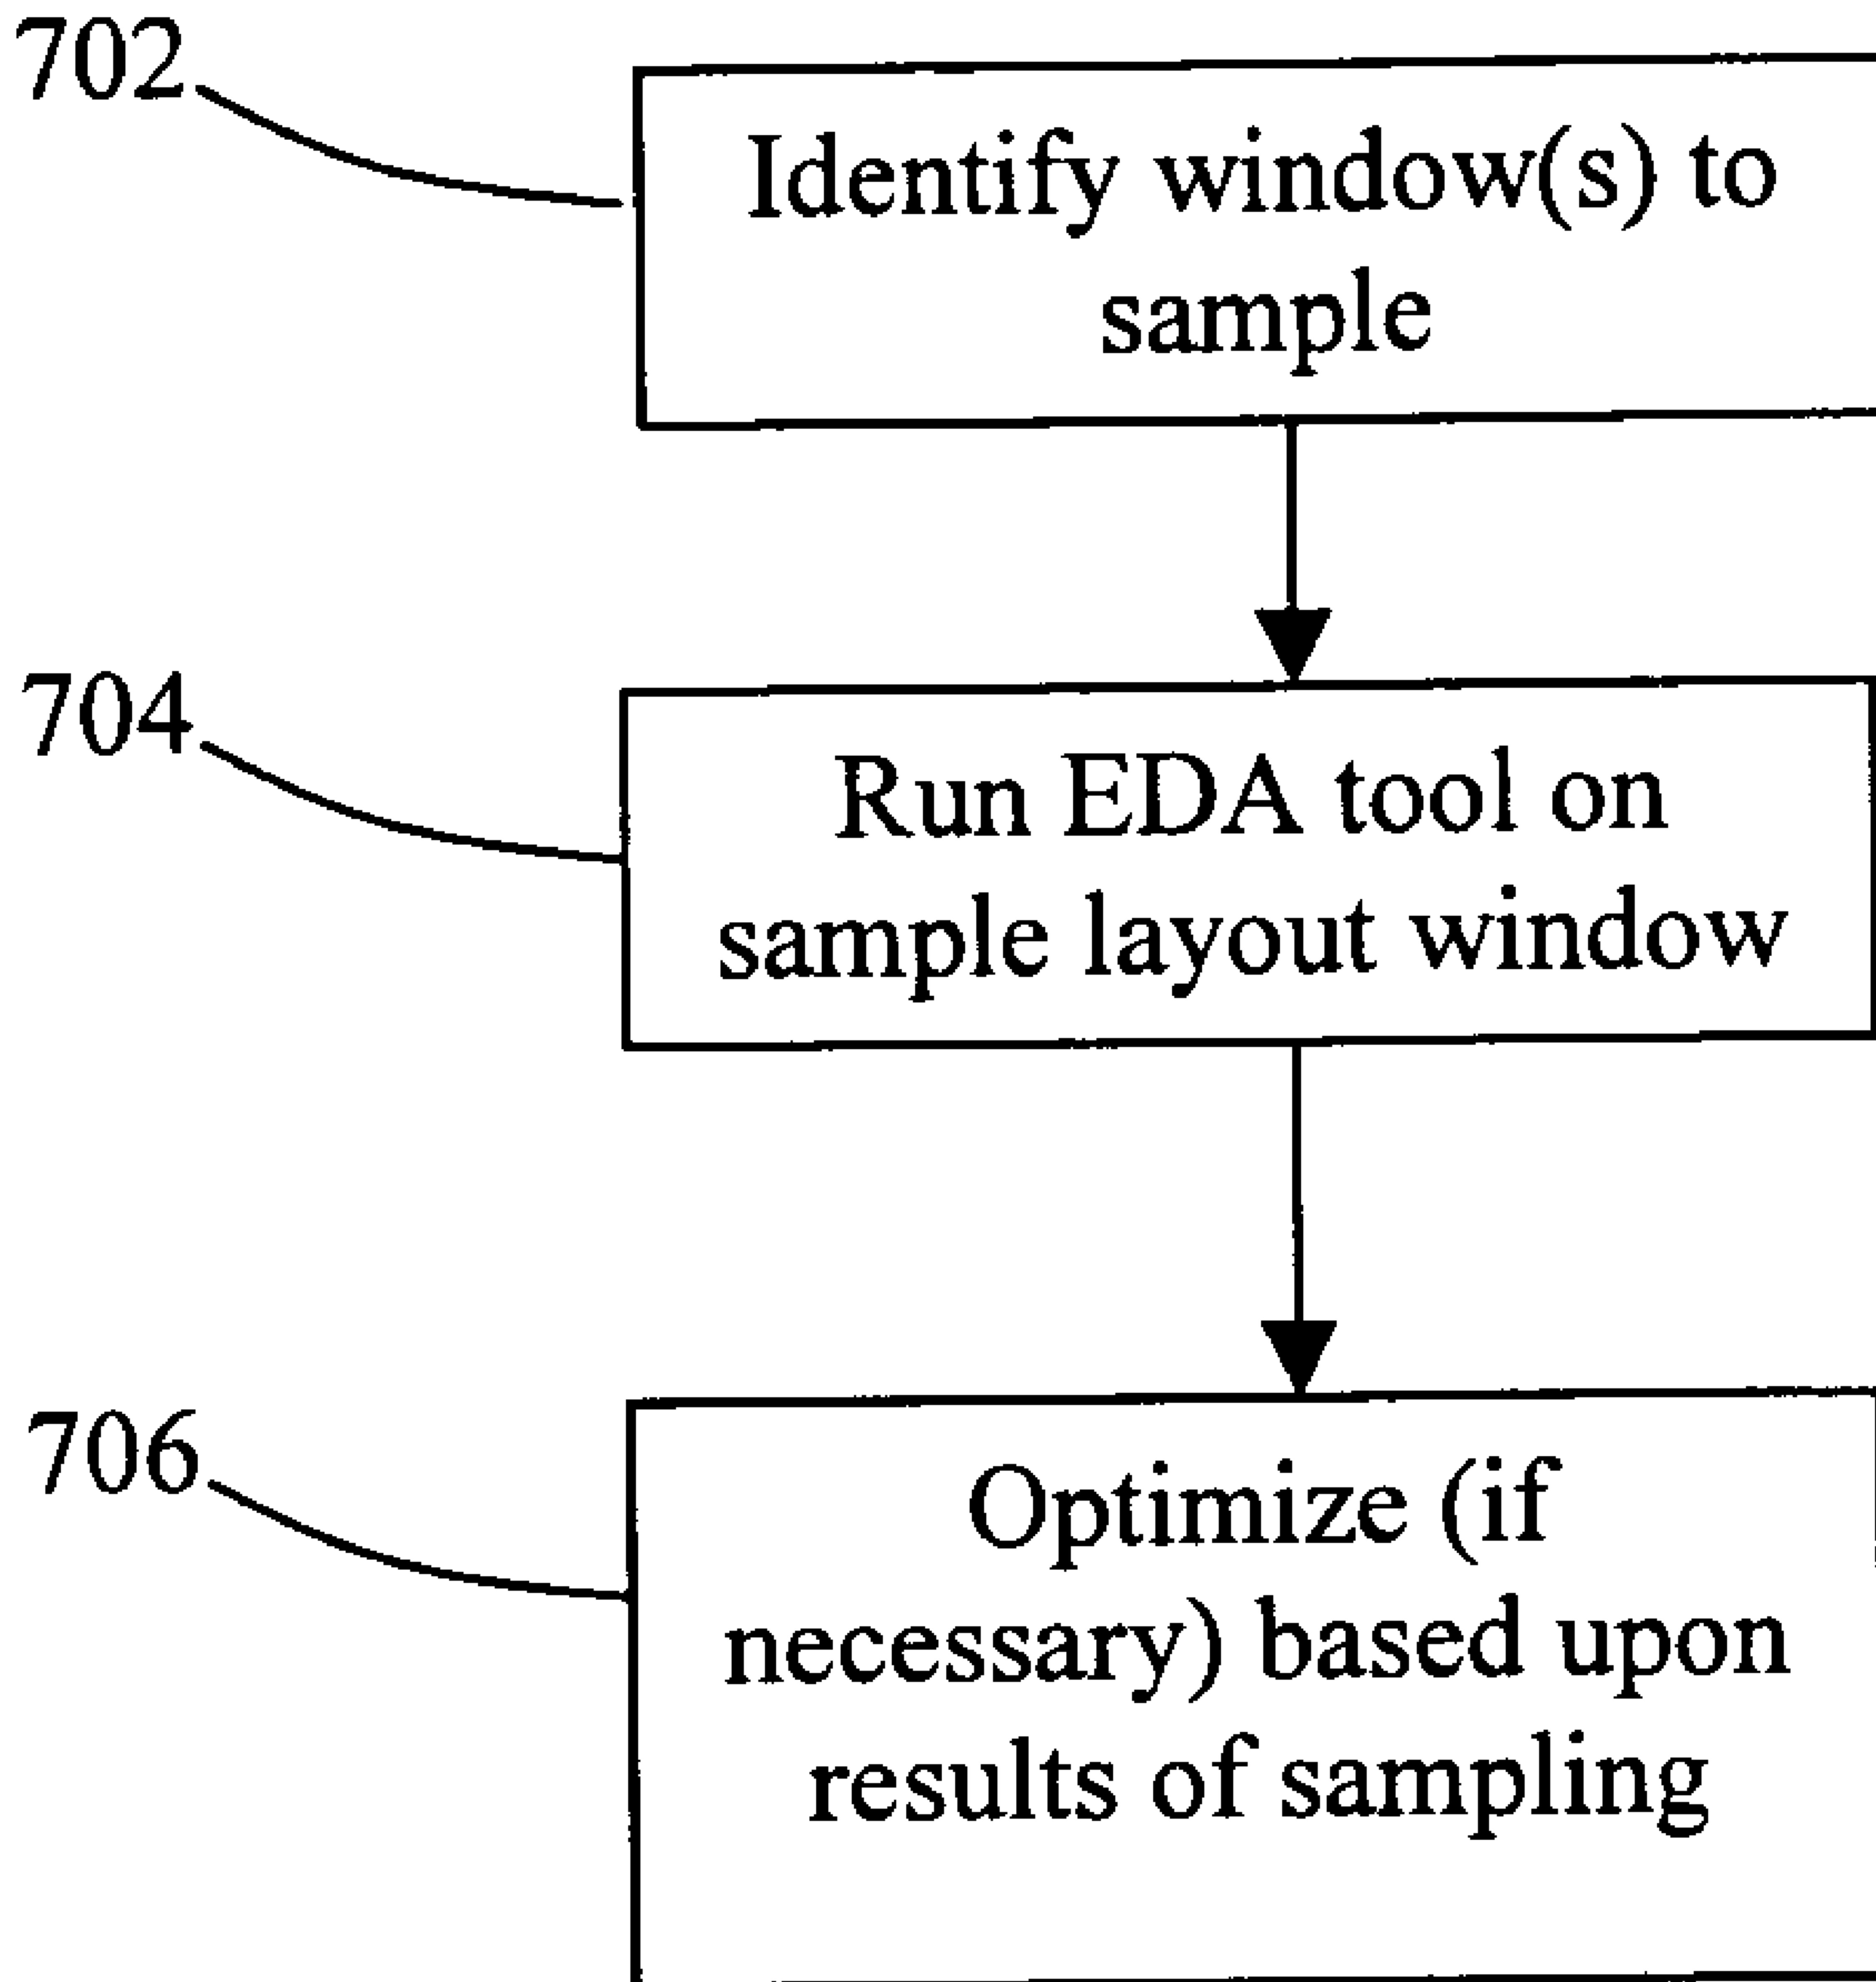 702
Identify window(s) to
sample
704
Run EDA tool on
sample layout window
706
Optimize (if
necessary) based upon
results of sampling